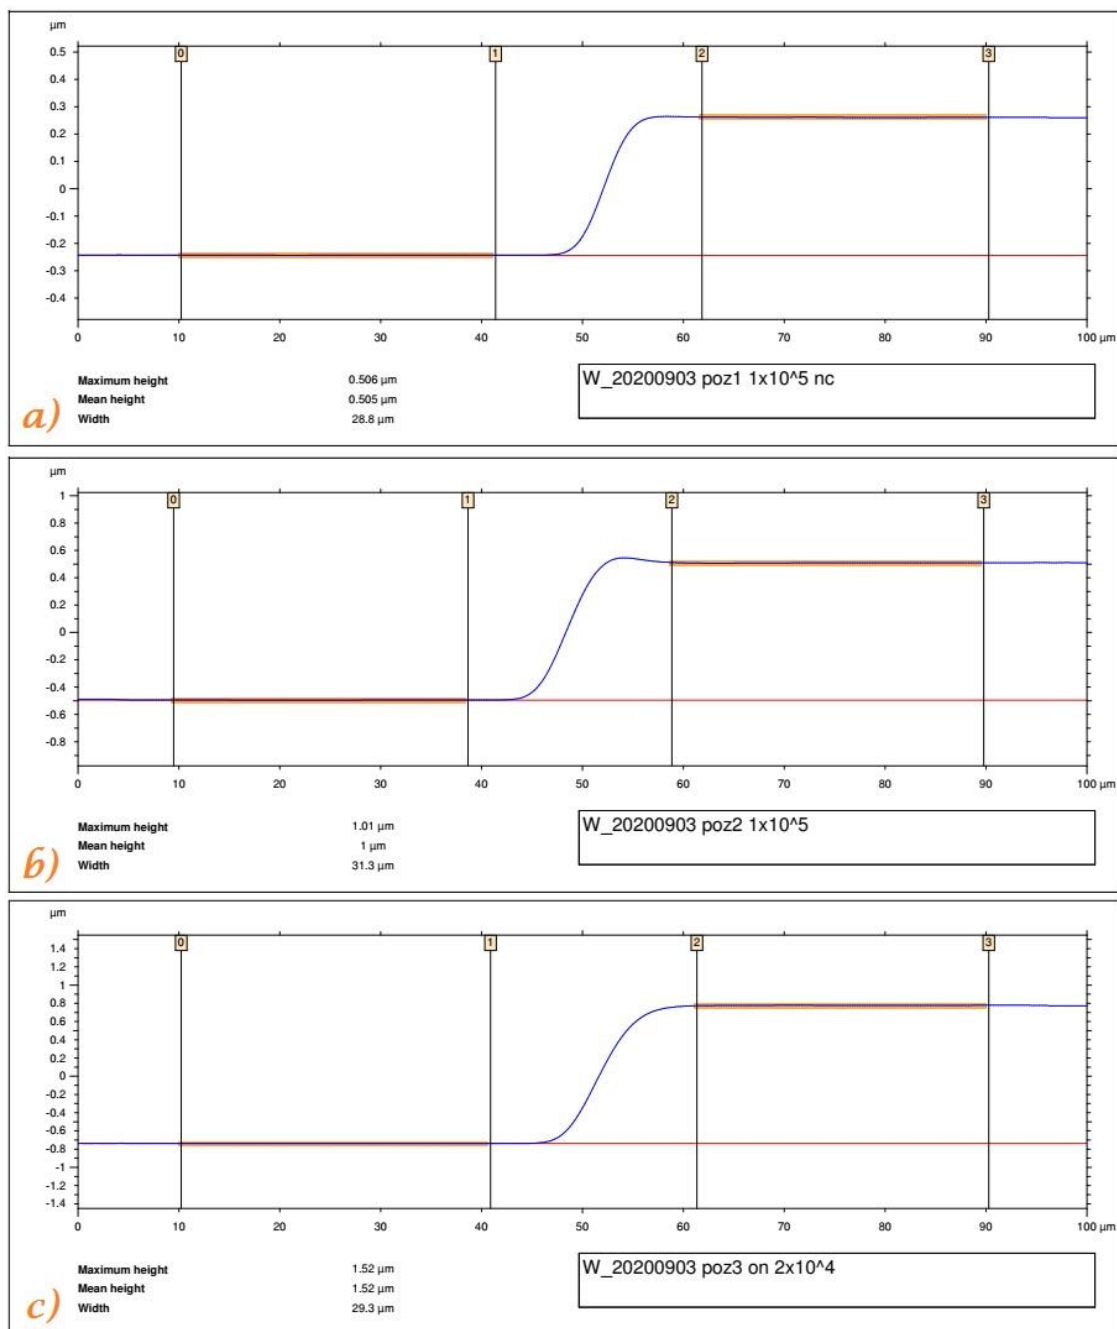 µm
0 1 2 3
0.5
0.4
0.3
0.2
0.1
0
-0.1
-0.2
-0.3
-0.4
0 10 20 30 40 50 60 70 80 90 100 µm
Maximum height 0.506 µm
Mean height 0.505 µm
Width 28.8 µm
W_20200903 poz1 1x10^5 nc
a)
µm
0 1 2 3
1
0.8
0.6
0.4
0.2
0
-0.2
-0.4
-0.6
-0.8
0 10 20 30 40 50 60 70 80 90 100 µm
Maximum height 1.01 µm
Mean height 1 µm
Width 31.3 µm
W_20200903 poz2 1x10^5
b)
µm
0 1 2 3
1.4
1.2
1
0.8
0.6
0.4
0.2
0
-0.2
-0.4
-0.6
-0.8
-1
-1.2
-1.4
0 10 20 30 40 50 60 70 80 90 100 µm
Maximum height 1.52 µm
Mean height 1.52 µm
Width 29.3 µm
W_20200903 poz3 on 2x10^4
c)